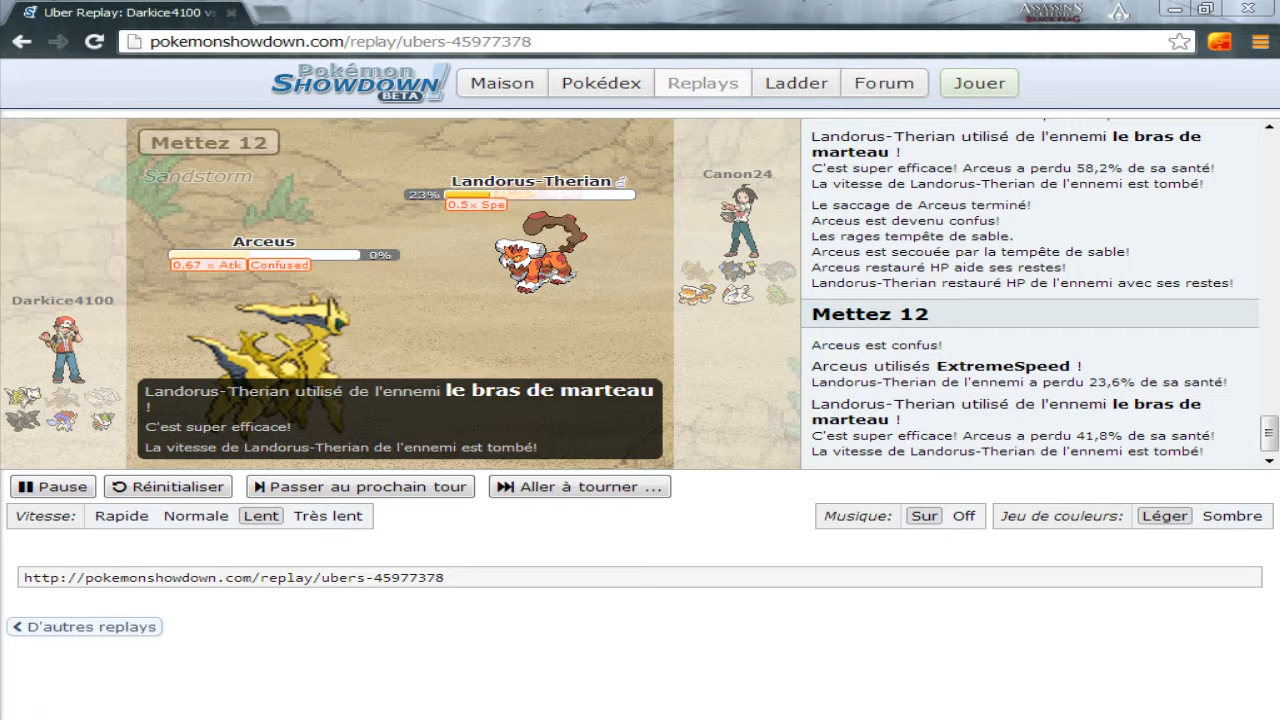 Uber Replay: Darkice4100 vs
ASSASSINS
BLACK FLAG
pokemonshowdown.com/replay/ubers-45977378
Pokémon
SHOWDOWN!
BETA
Maison
Pokédex
Replays
Ladder
Forum
Jouer
Mettez 12
Sandstorm
Landorus-Therian
23%
0.5x Spe
Arceus
0%
0.67 x Atk
Confused
Darkice4100
Canon24
Landorus-Therian utilisé de l'ennemi le bras de marteau
!
C'est super efficace!
La vitesse de Landorus-Therian de l'ennemi est tombé!
Landorus-Therian utilisé de l'ennemi le bras de
marteau !
C'est super efficace! Arceus a perdu 58,2% de sa santé!
La vitesse de Landorus-Therian de l'ennemi est tombé!
Le saccage de Arceus terminé!
Arceus est devenu confus!
Les rages tempête de sable.
Arceus est secouée par la tempête de sable!
Arceus restauré HP aide ses restes!
Landorus-Therian restauré HP de l'ennemi avec ses restes!
Mettez 12
Arceus est confus!
Arceus utilisés ExtremeSpeed !
Landorus-Therian de l'ennemi a perdu 23,6% de sa santé!
Landorus-Therian utilisé de l'ennemi le bras de
marteau !
C'est super efficace! Arceus a perdu 41,8% de sa santé!
La vitesse de Landorus-Therian de l'ennemi est tombé!
Pause
Réinitialiser
Passer au prochain tour
Aller à tourner ...
Vitesse: Rapide Normale Lent Très lent
Musique: Sur Off
Jeu de couleurs: Léger Sombre
http://pokemonshowdown.com/replay/ubers-45977378
D'autres replays